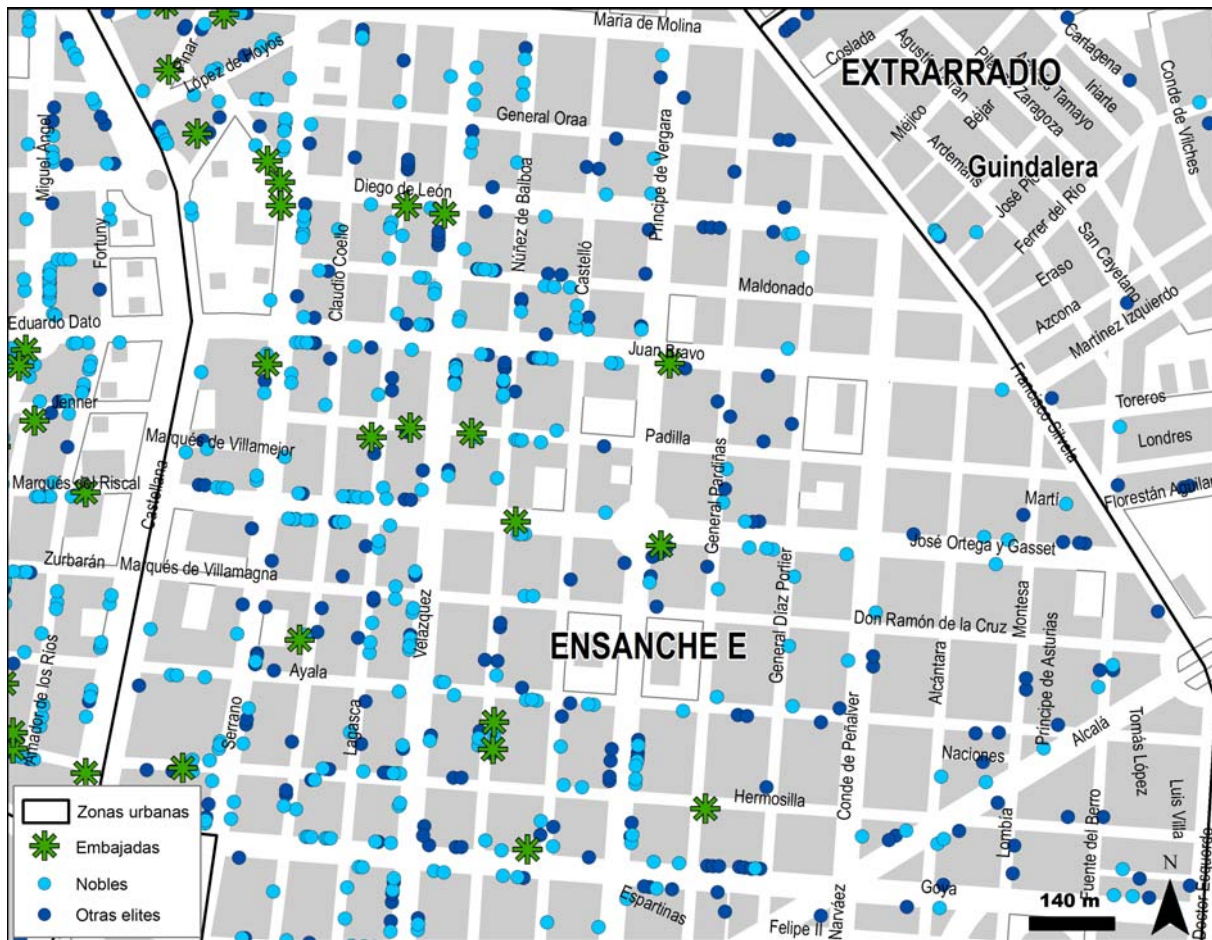 María de Molina
Pinar
López de Hoyos
Coslada
EXTRARRADIO
Cartagena
Iriarte
Conde de Vilches
Béjar
Méjico
General Oraa
Príncipe de Vergara
Ardemans
Guindalera
Miguel Ángel
Diego de León
Núñez de Balboa
Ferrer del Río
Fortuny
Claudio Coello
Castelló
San Cayetano
Eraso
Maldonado
Azcona
Martínez Izquierdo
Eduardo Dato
Juan Bravo
Francisco Silvela
Jenner
Toreros
Marqués de Villamejor
Padilla
Londres
Castellana
General Pardiñas
Marqués del Riscal
Martí
Florestán Aguilar
José Ortega y Gasset
Zurbarán
Marqués de Villamagna
Velázquez
General Díaz Porlier
Don Ramón de la Cruz
Montesa
Príncipe de Asturias
ENSANCHE E
Amador de los Ríos
Ayala
Alcántara
Serrano
Lagasca
Conde de Peñalver
Alcalá
Tomás López
Naciones
Luis Villa
Hermosilla
Lombía
Fuente del Berro
Doctor Esquerdo
Goya
Espartinas
Narváez
Felipe II
Zonas urbanas
Embajadas
Nobles
Otras elites
N
140 m